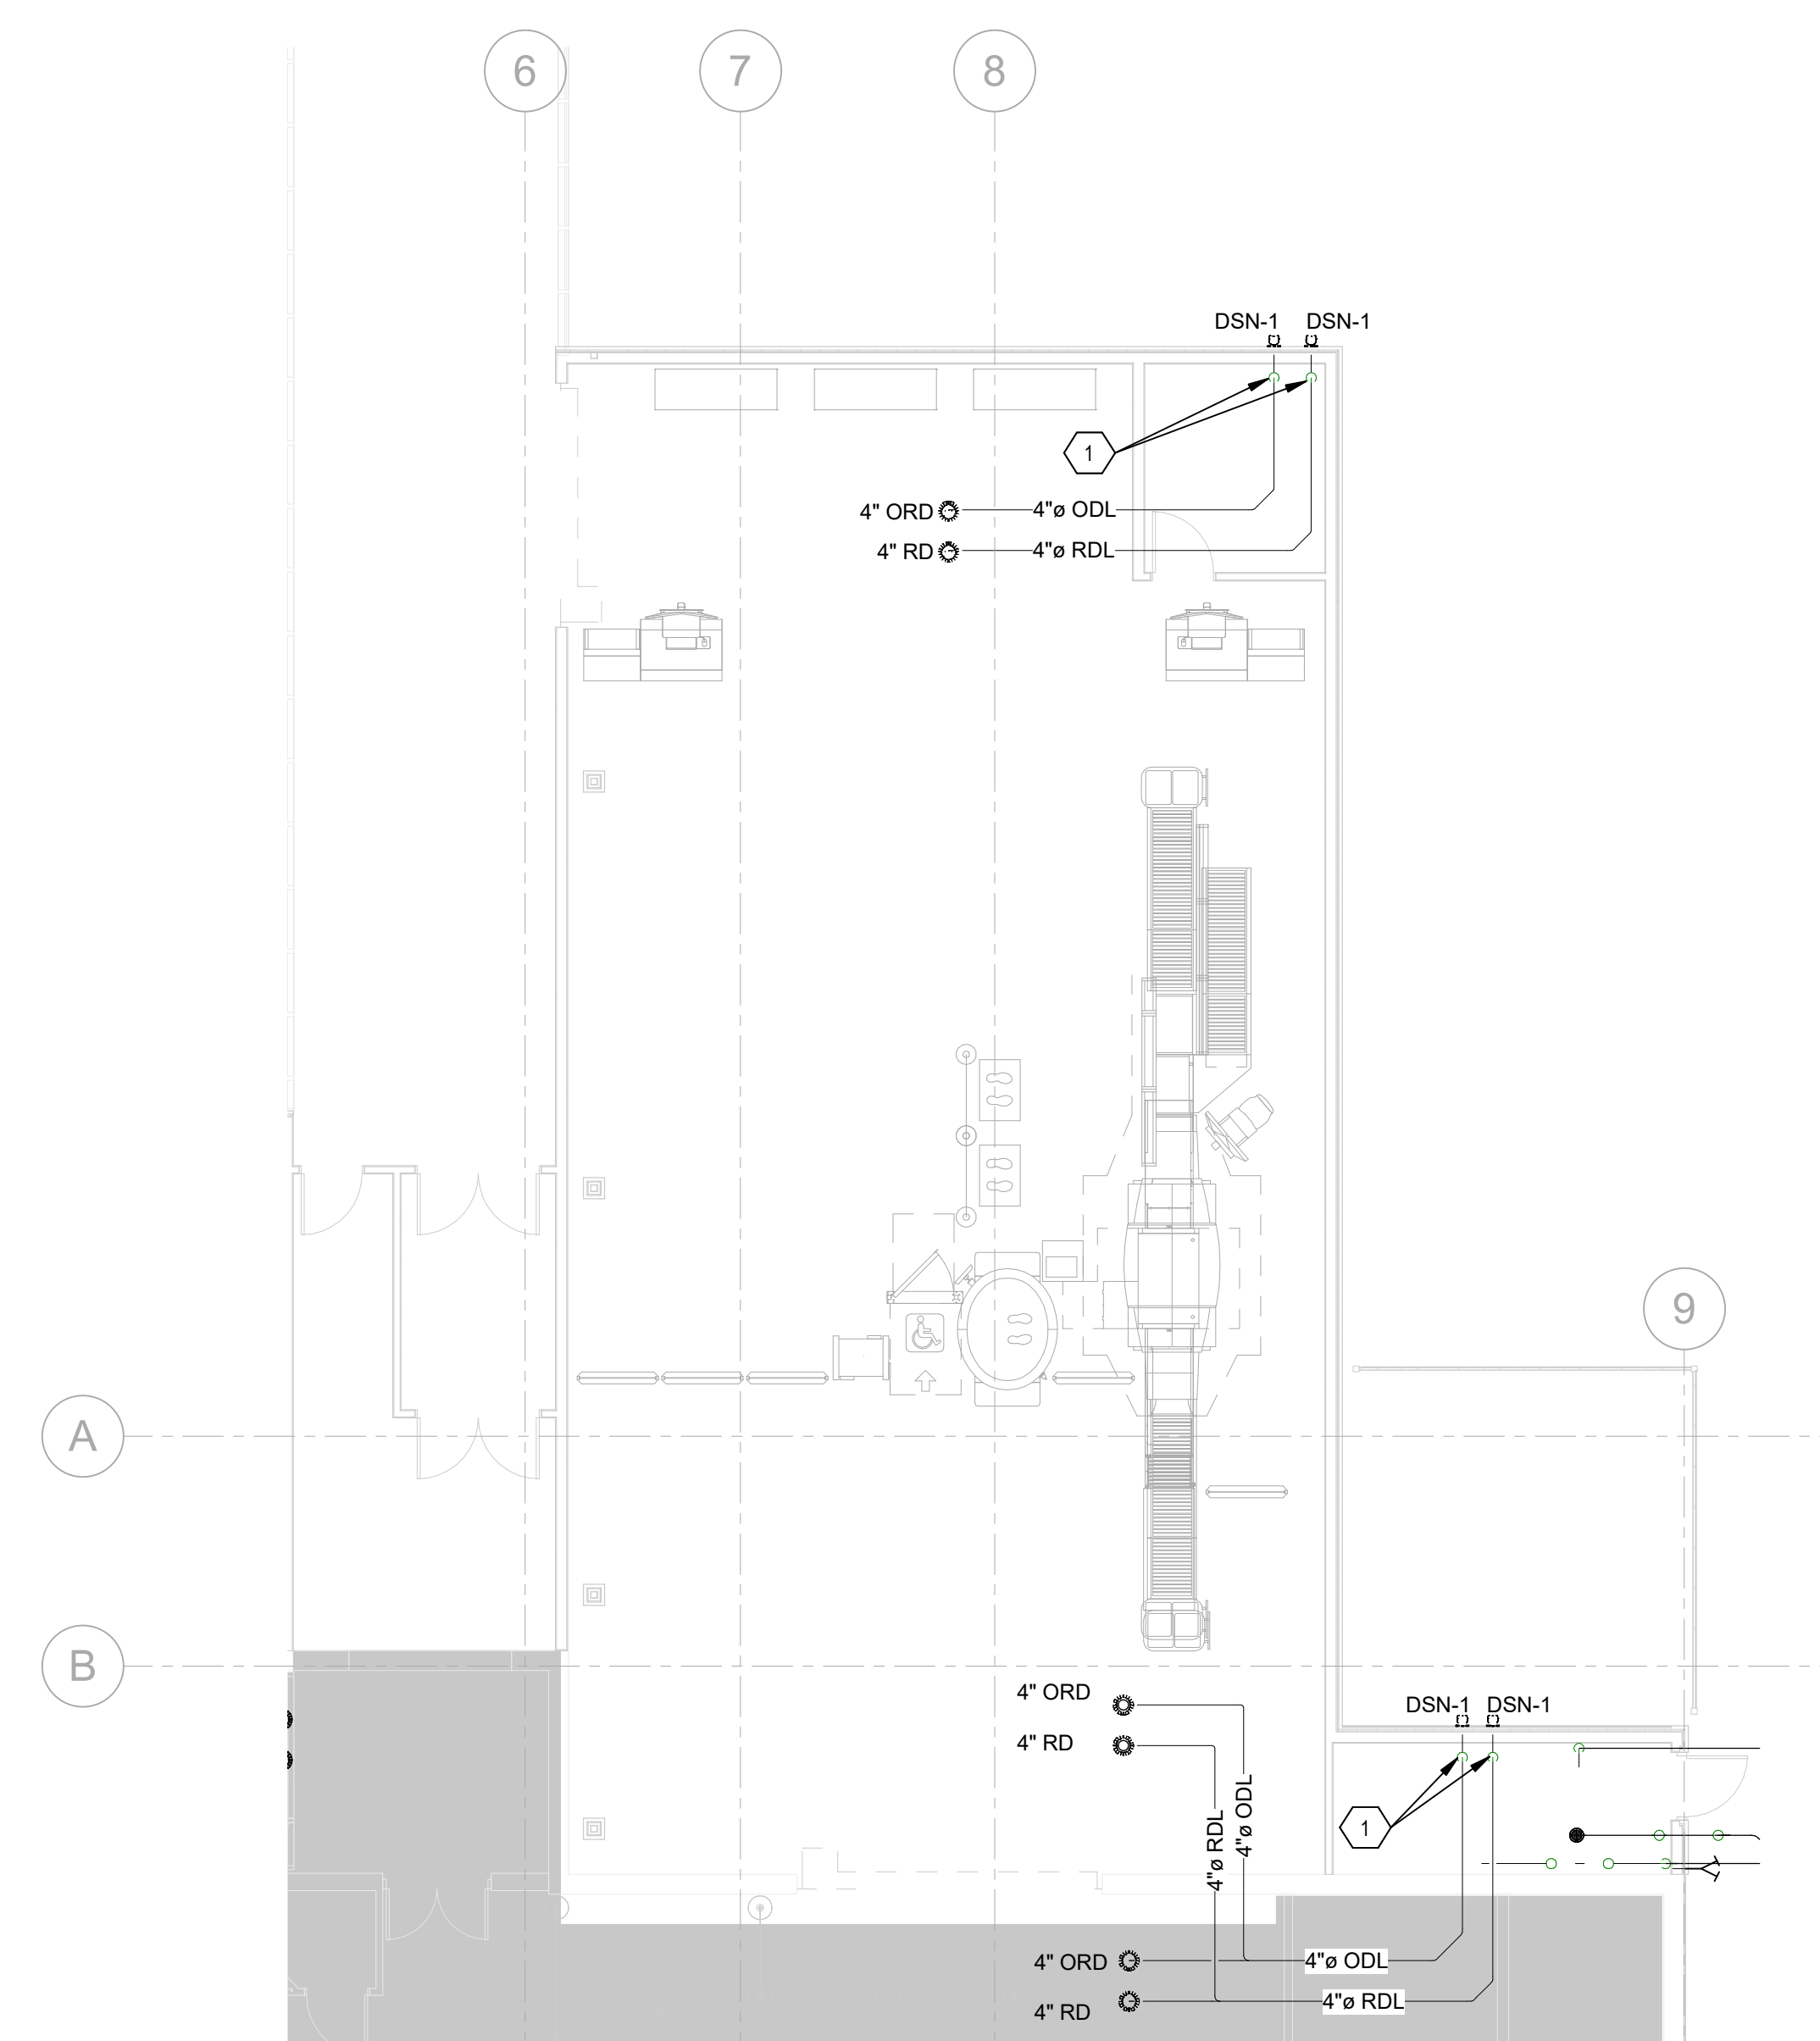 6 7 8
DSN-1 DSN-1
1
4" ORD 4"ø ODL
4" RD 4"ø RDL
9
A
B
4" ORD
DSN-1 DSN-1
4" RD
4"ø RDL
4"ø ODL
1
4" ORD 4"ø ODL
4" RD 4"ø RDL